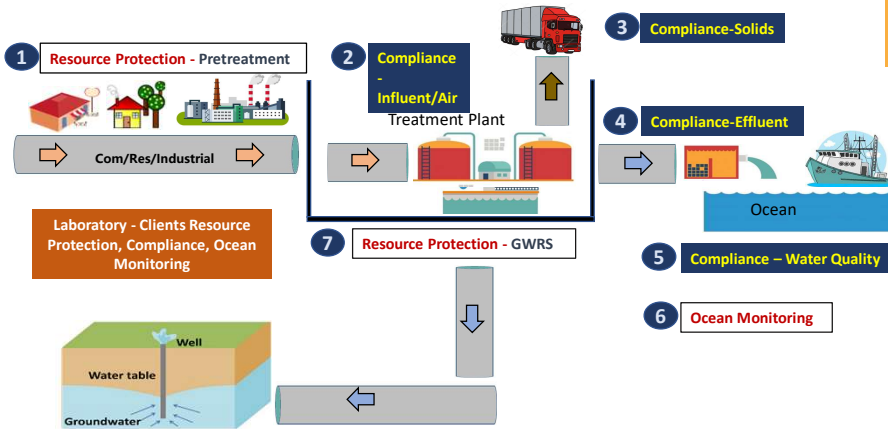 1
Resource Protection - Pretreatment
2
Compliance
-
Influent/Air
3
Compliance-Solids
Treatment Plant
4
Compliance-Effluent
Com/Res/Industrial
Ocean
Laboratory - Clients Resource
Protection, Compliance, Ocean
Monitoring
7
Resource Protection - GWRS
5
Compliance – Water Quality
6
Ocean Monitoring
Well
Water table
Groundwater